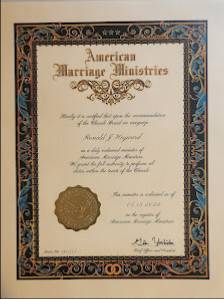 American
Marriage Ministries
Hereby it is certified that upon the recommendation
of the Church Board we recognize
Ronald J
as a duly ordained minister of
American Marriage Ministries
We grant the full authority to perform all
duties within the tenets of the Church
This minister is ordained as of
in the registry of
American Marriage Ministries